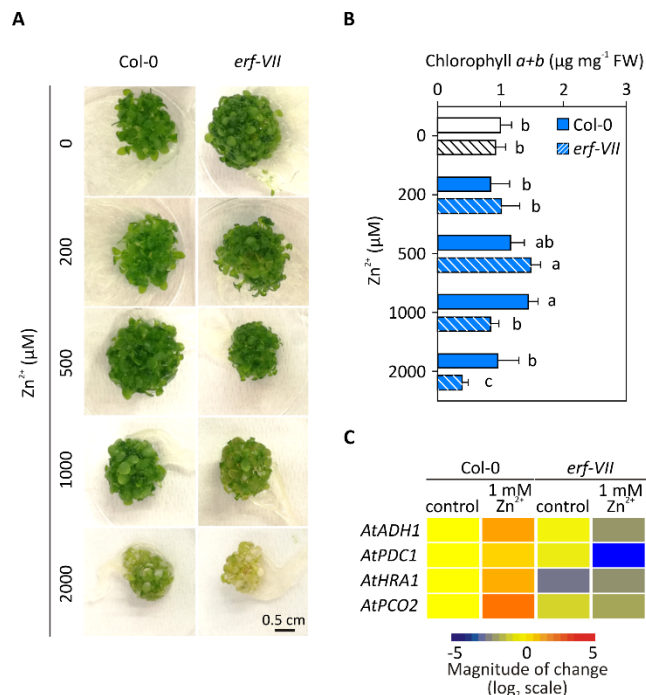 A
Col-0 erf-VII
0
200
500
1000
2000
Zn²⁺ (μM)
0.5 cm
B
Chlorophyll a+b (μg mg⁻¹ FW)
0 1 2 3
Zn²⁺ (μM)
0
200
500
1000
2000
b
b
b
b
ab
a
a
b
b
c
Col-0
erf-VII
C
Col-0 erf-VII
control 1 mM Zn²⁺ control 1 mM Zn²⁺
AtADH1
AtPDC1
AtHRA1
AtPCO2
-5 0 5
Magnitude of change
(log₂ scale)